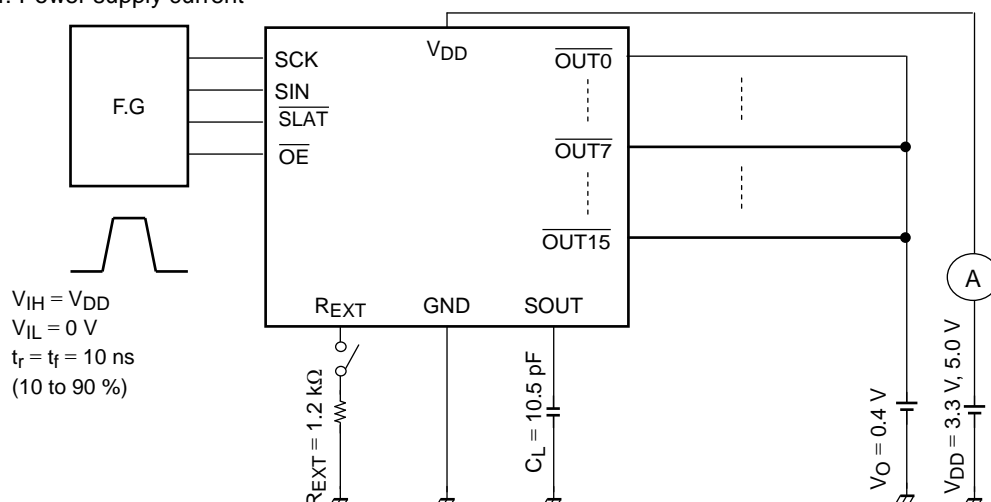 Power supply current
F.G
SCK
SIN
SLAT
OE
VDD
OUT0
OUT7
OUT15
A
REXT
GND
SOUT
VIH = VDD
VIL = 0 V
tr = tf = 10 ns
(10 to 90 %)
REXT = 1.2 kΩ
CL = 10.5 pF
VO = 0.4 V
VDD = 3.3 V, 5.0 V